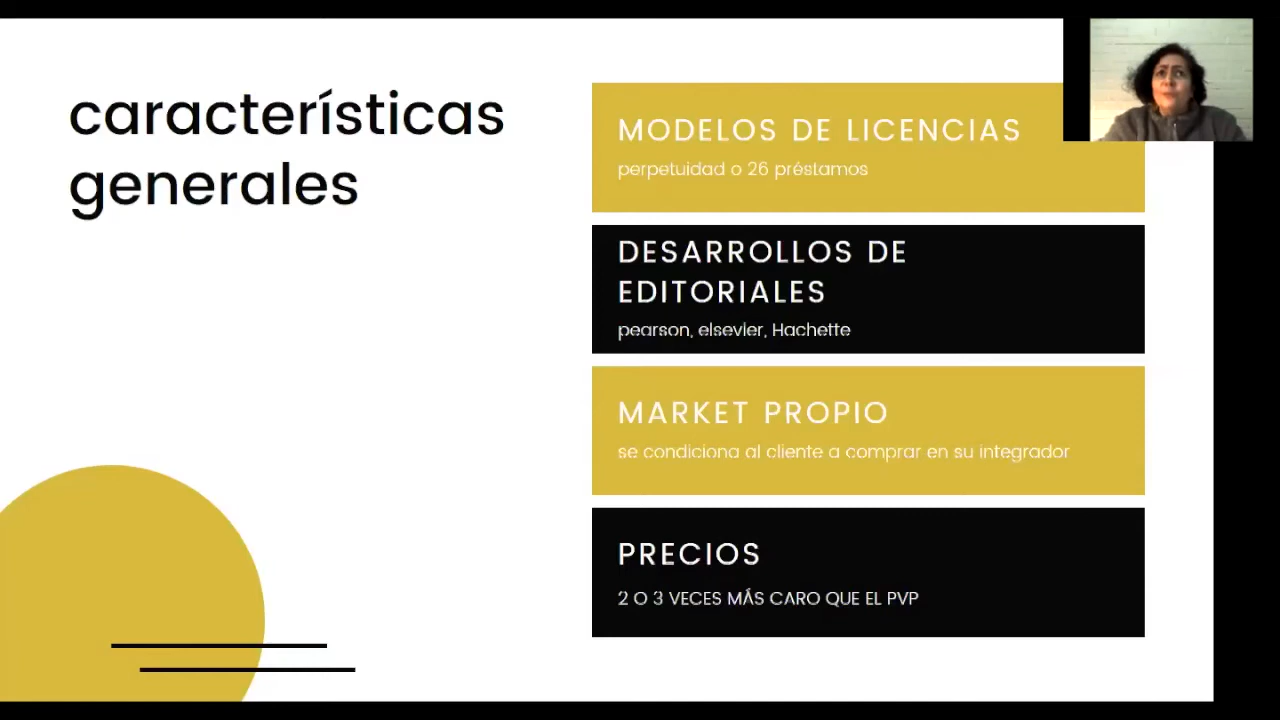 características
generales
MODELOS DE LICENCIAS
perpetuidad o 26 préstamos
DESARROLLOS DE
EDITORIALES
pearson, elsevier, Hachette
MARKET PROPIO
se condiciona al cliente a comprar en su integrador
PRECIOS
2 O 3 VECES MÁS CARO QUE EL PVP